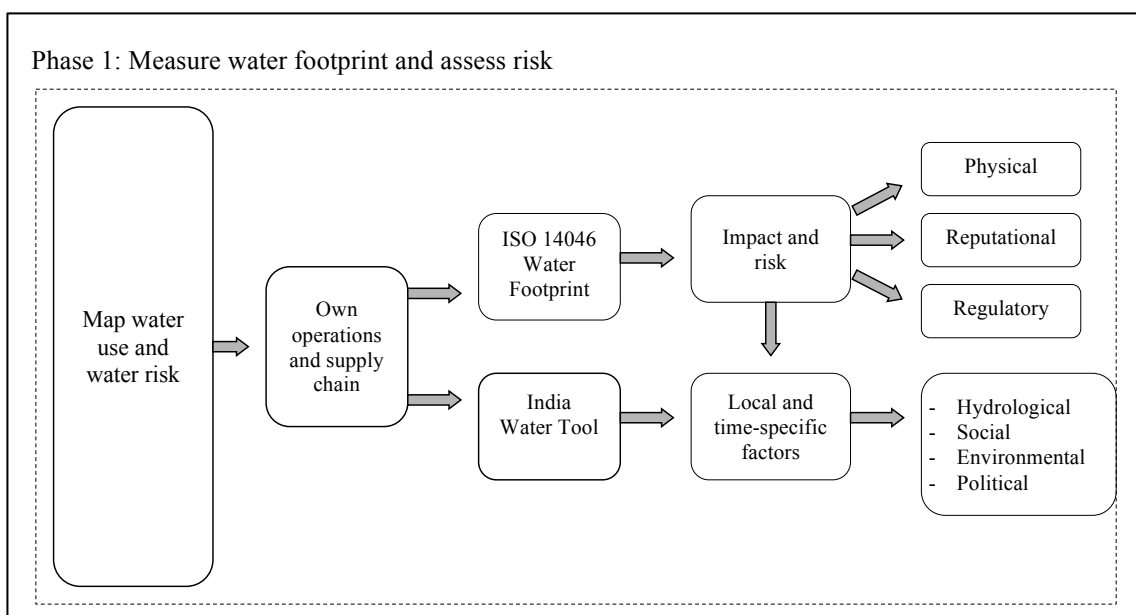 Phase 1: Measure water footprint and assess risk
Map water
use and
water risk
Own
operations
and supply
chain
ISO 14046
Water
Footprint
India
Water Tool
Impact and
risk
Local and
time-specific
factors
Physical
Reputational
Regulatory
- Hydrological
- Social
- Environmental
- Political